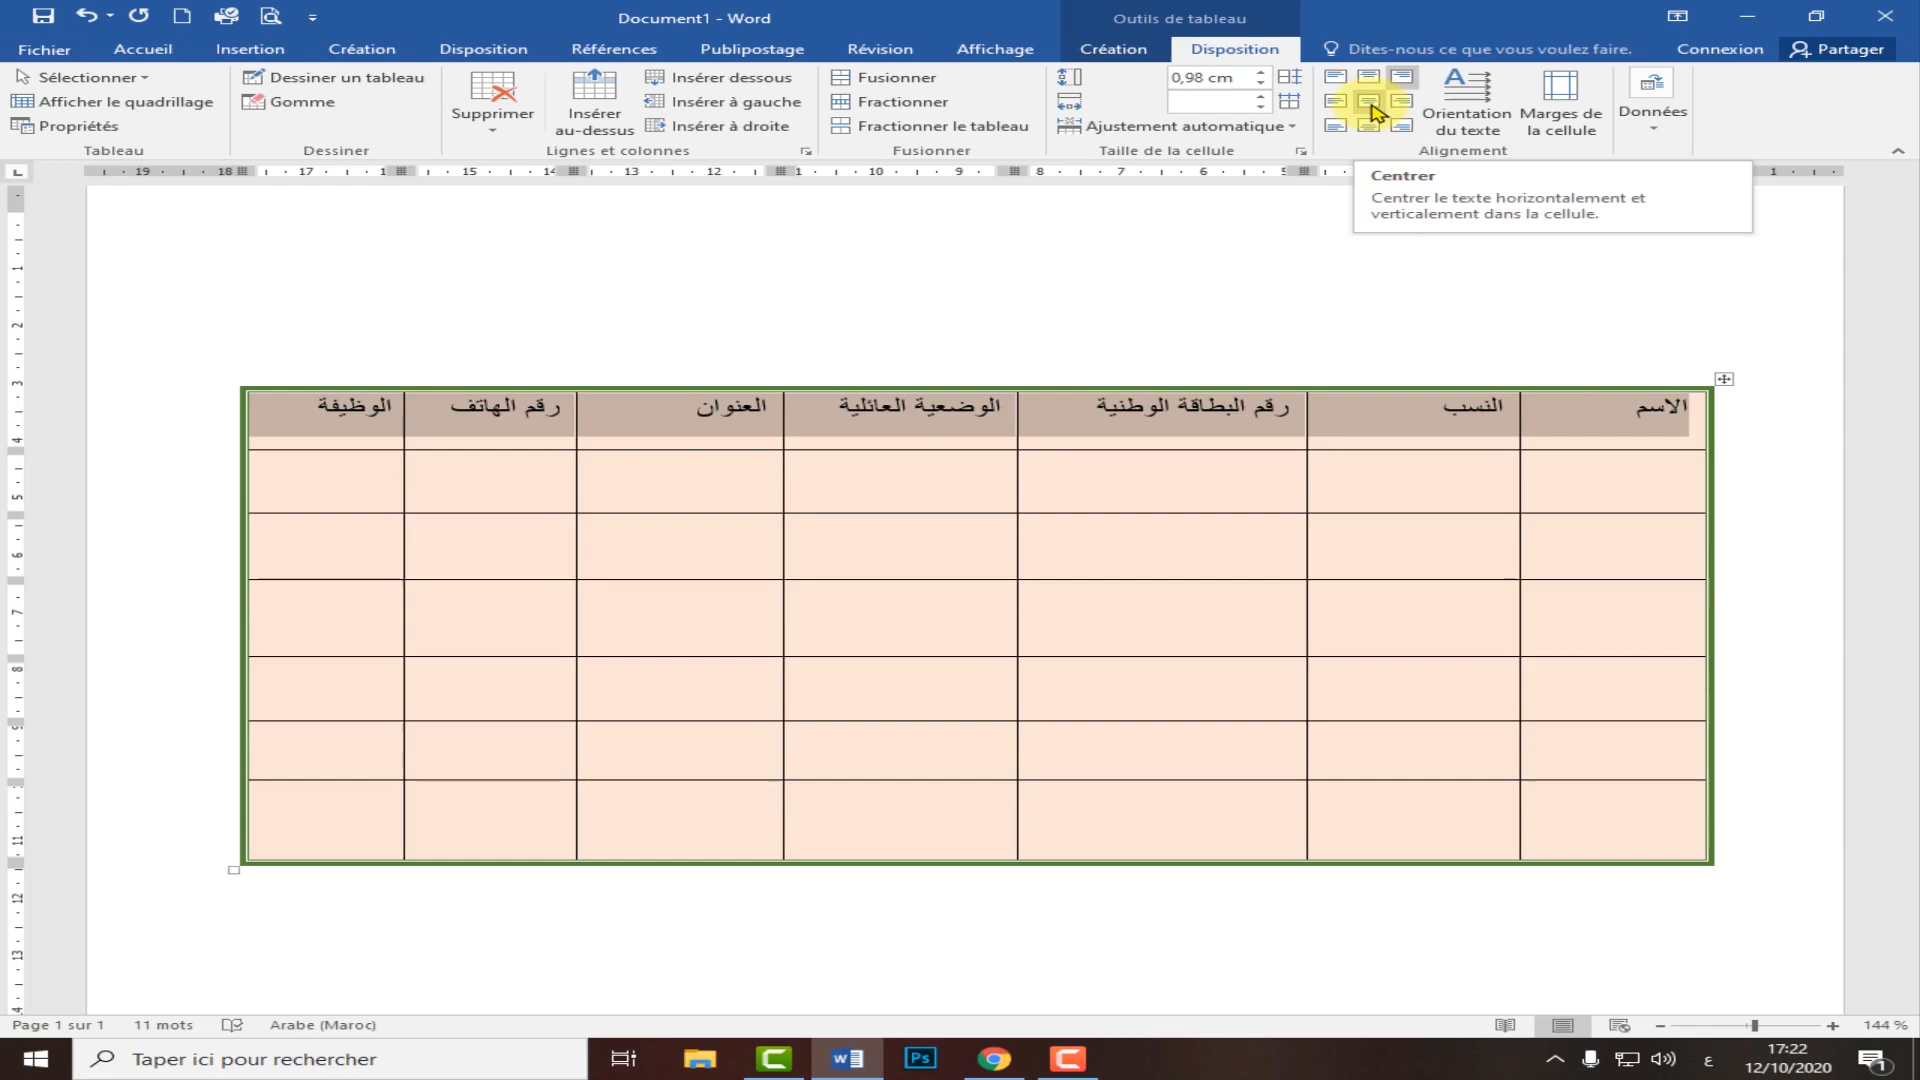 Document1 - Word
Outils de tableau
Fichier Accueil Insertion Création Disposition Références Publipostage Révision Affichage Création Disposition Dites-nous ce que vous voulez faire. Connexion Partager
Sélectionner
Afficher le quadrillage
Propriétés
Tableau
Dessiner un tableau
Gomme
Dessiner
Supprimer
Insérer au-dessus
Insérer dessous
Insérer à gauche
Insérer à droite
Lignes et colonnes
Fusionner
Fractionner
Fractionner le tableau
Fusionner
0,98 cm
Ajustement automatique
Taille de la cellule
Orientation du texte
Marges de la cellule
Alignement
Données
Centrer
Centrer le texte horizontalement et
verticalement dans la cellule.
الاسم النسب رقم البطاقة الوطنية الوضعية العائلية العنوان رقم الهاتف الوظيفة
Page 1 sur 1 11 mots Arabe (Maroc) 144 %
Taper ici pour rechercher
Ps
ع
17:22
12/10/2020
1